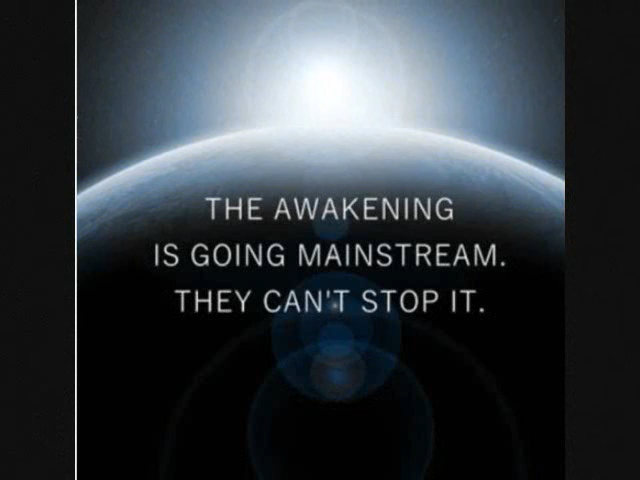 THE AWAKENING
IS GOING MAINSTREAM.
THEY CAN'T STOP IT.